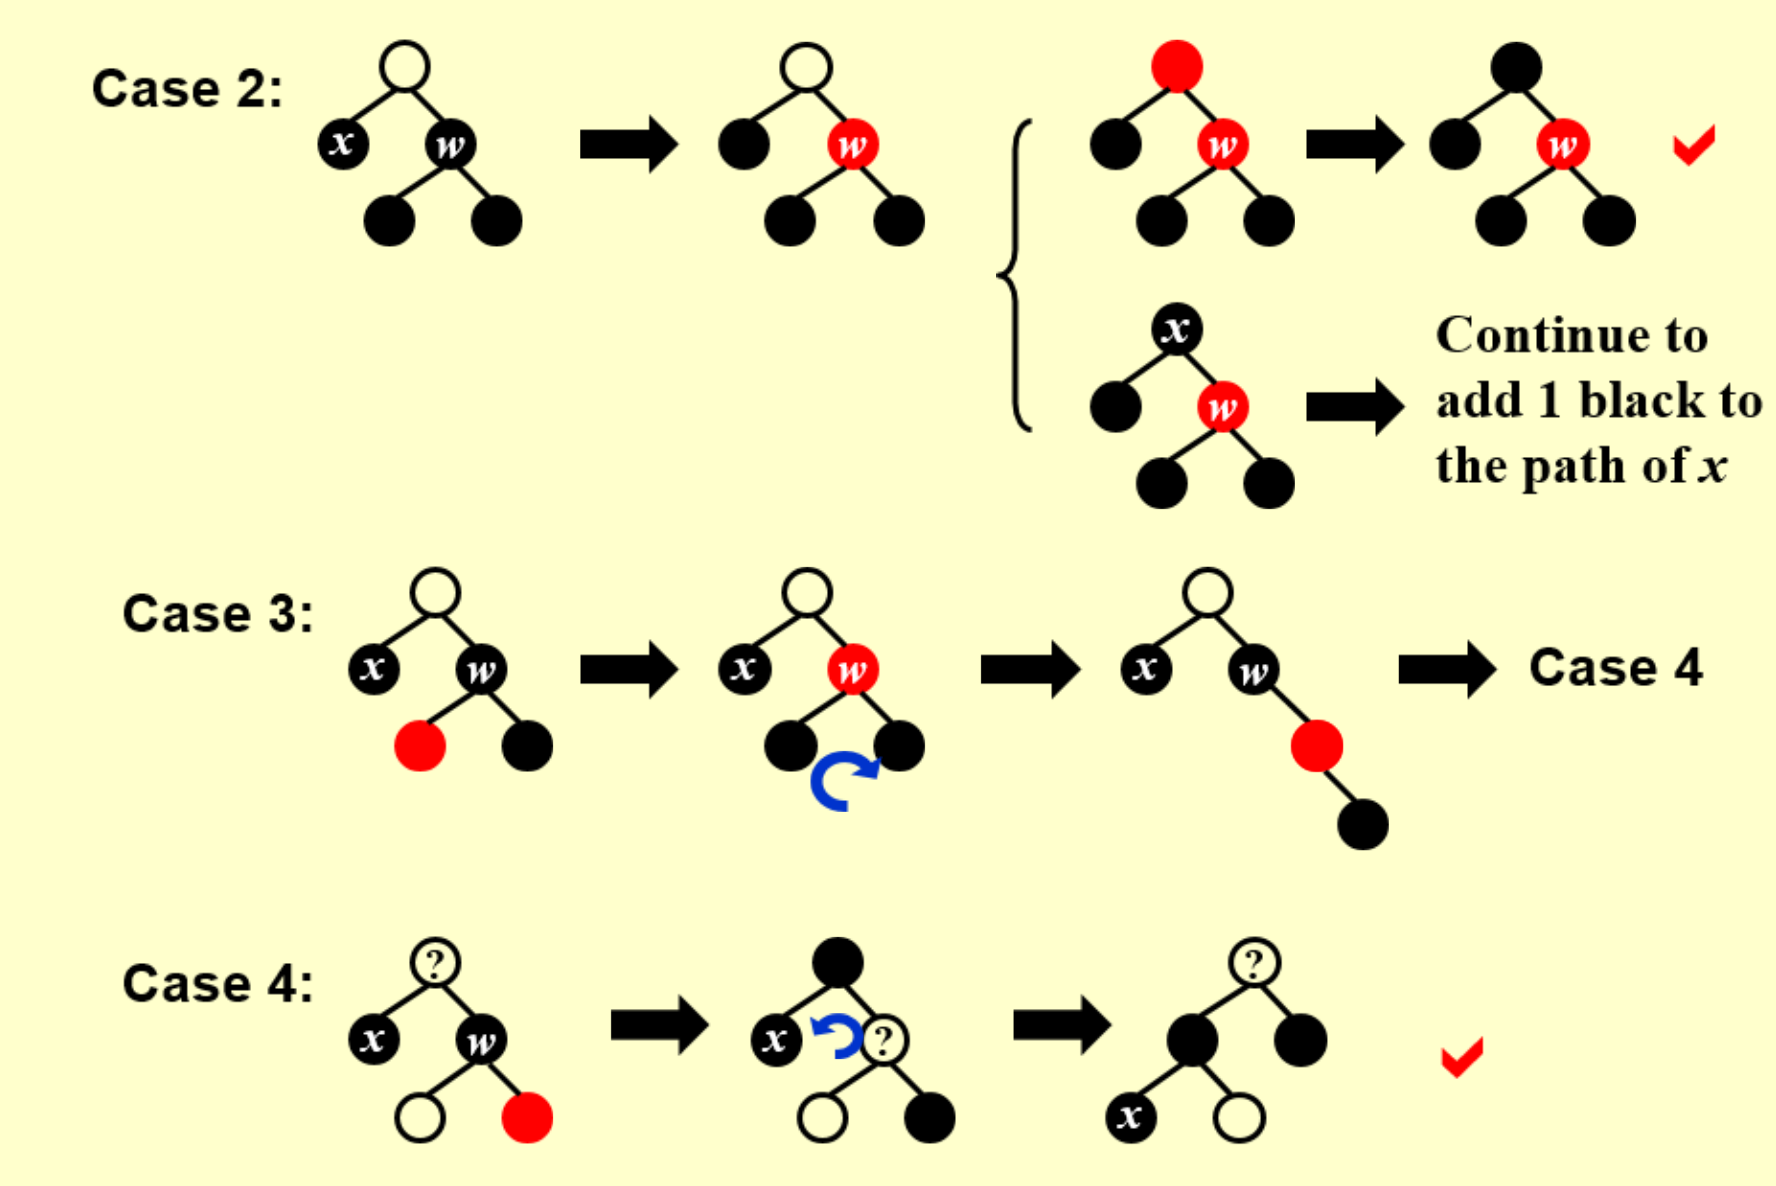 Case 2:
x w
w
w
w
x
w
Continue to
add 1 black to
the path of x
Case 3:
x w
x w
x w
Case 4
Case 4:
?
x w
x ?
?
x